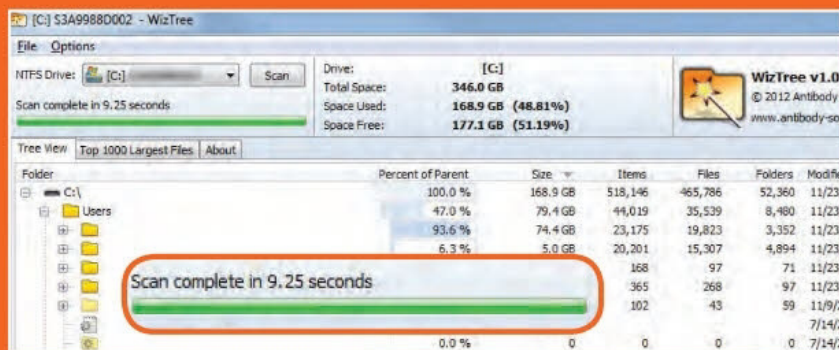 [C:] S3A9988D002 - WizTree
File Options
NTFS Drive: [C:] Scan
Scan complete in 9.25 seconds
Drive: [C:]
Total Space: 346.0 GB
Space Used: 168.9 GB (48.81%)
Space Free: 177.1 GB (51.19%)
WizTree v1.0
© 2012 Antibody
www.antibody-so
Tree View Top 1000 Largest Files About
Folder Percent of Parent Size Items Files Folders Modifie
C:\ 100.0 % 168.9 GB 518,146 465,786 52,360 11/23
Users 47.0 % 79.4 GB 44,019 35,539 8,480 11/23
93.6 % 74.4 GB 23,175 19,823 3,352 11/23
6.3 % 5.0 GB 20,201 15,307 4,894 11/23
168 97 71 11/23
365 268 97 11/23
102 43 59 11/9/
7/14/
0.0 % 0 0 0 7/14/
Scan complete in 9.25 seconds